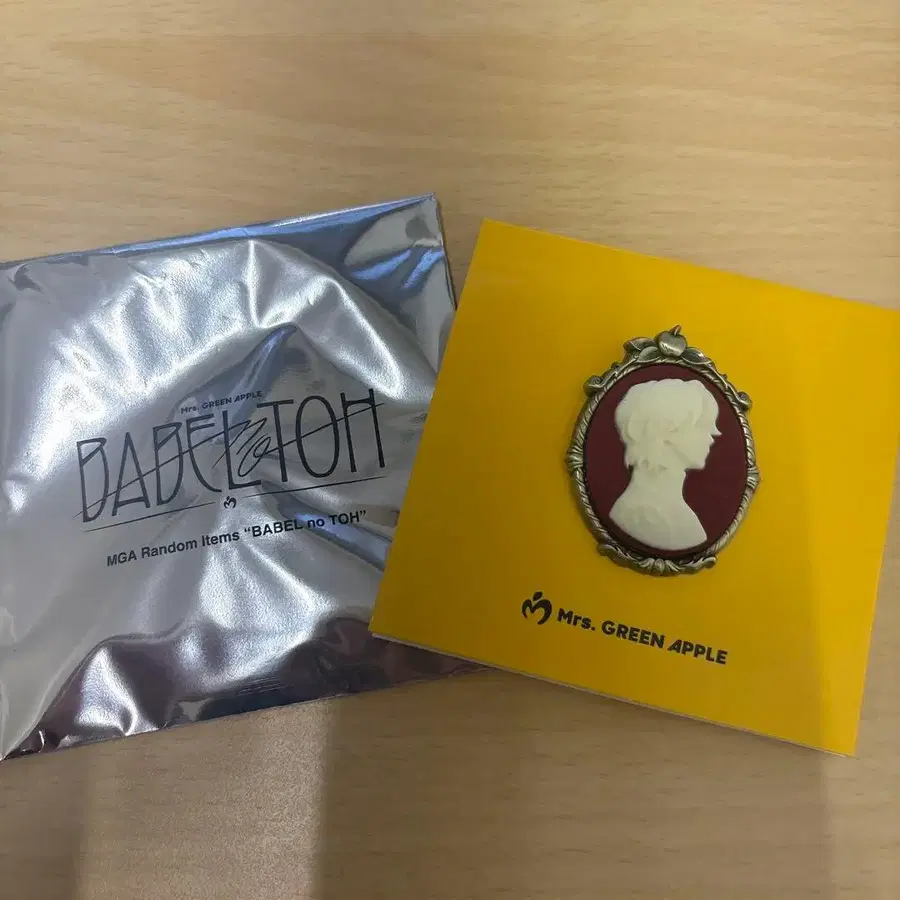 Mrs. GREEN APPLE
BABEL no TOH
MGA Random Items “BABEL no TOH”
Mrs. GREEN APPLE